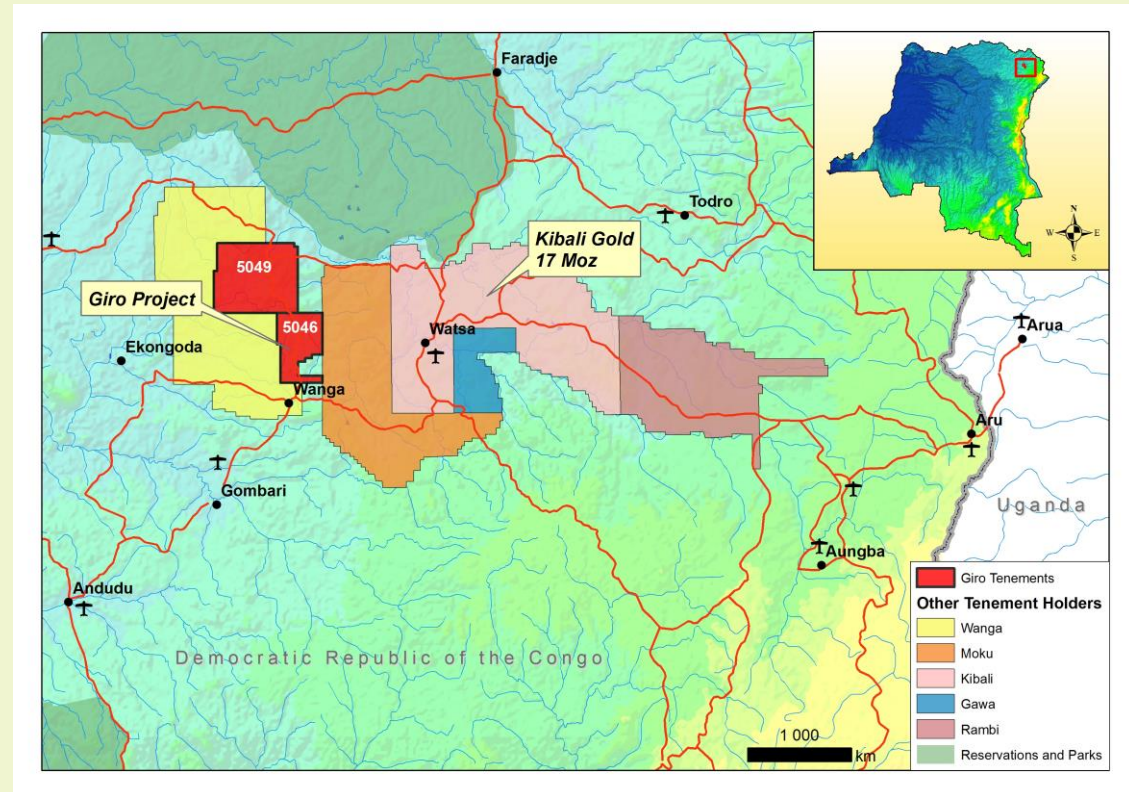 Faradje
Todro
Kibali Gold
17 Moz
N
W
E
S
5049
Giro Project
5046
Ekongoda
Watsa
Arua
Wanga
Aru
Gombari
Uganda
Aungba
Andudu
Democratic Republic of the Congo
Giro Tenements
Other Tenement Holders
Wanga
Moku
Kibali
Gawa
Rambi
Reservations and Parks
1 000
km